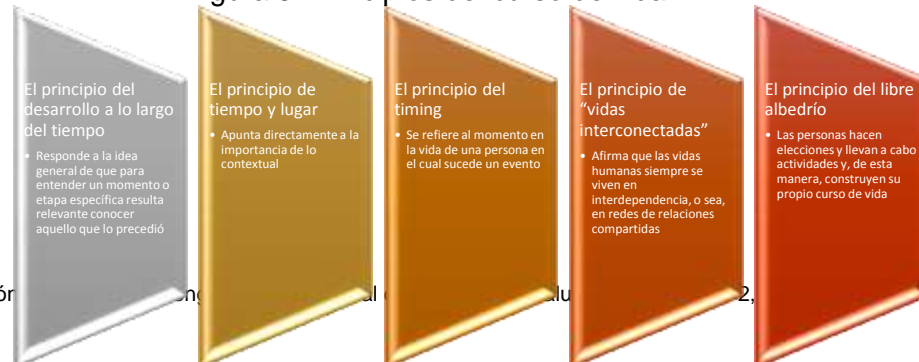 El principio del
desarrollo a lo largo
del tiempo
• Responde a la idea
general de que para
entender un momento o
etapa específica resulta
relevante conocer
aquello que lo precedió
El principio de
tiempo y lugar
• Apunta directamente a la
importancia de lo
contextual
El principio del
timing
• Se refiere al momento en
la vida de una persona en
el cual sucede un evento
El principio de
“vidas
interconectadas”
• Afirma que las vidas
humanas siempre se
viven en
interdependencia, o sea,
en redes de relaciones
compartidas
El principio del libre
albedrío
• Las personas hacen
elecciones y llevan a cabo
actividades y, de esta
manera, construyen su
propio curso de vida